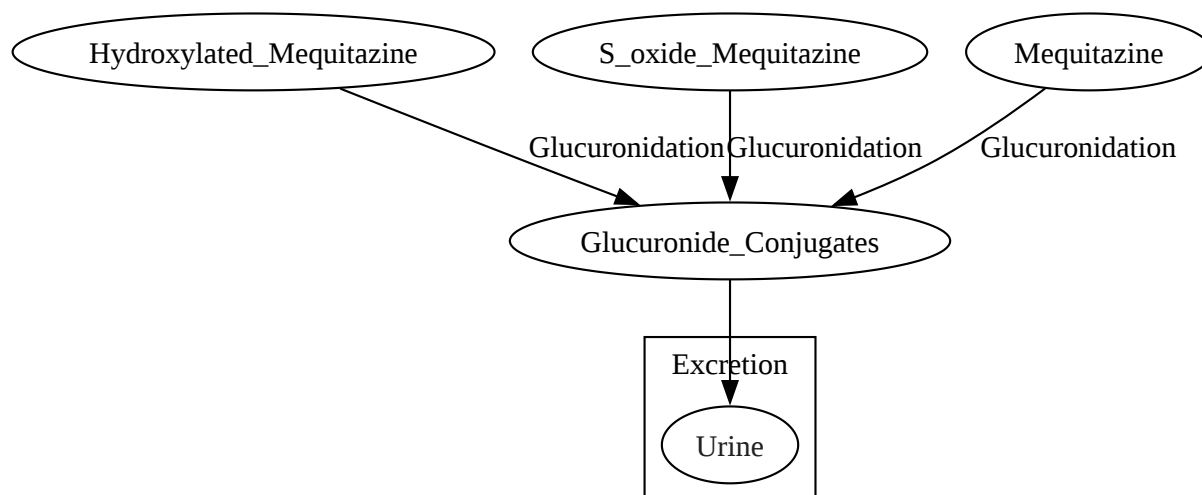 Hydroxylated_Mequitazine
S_oxide_Mequitazine
Mequitazine
Glucuronidation
Glucuronidation
Glucuronidation
Glucuronide_Conjugates
Excretion
Urine